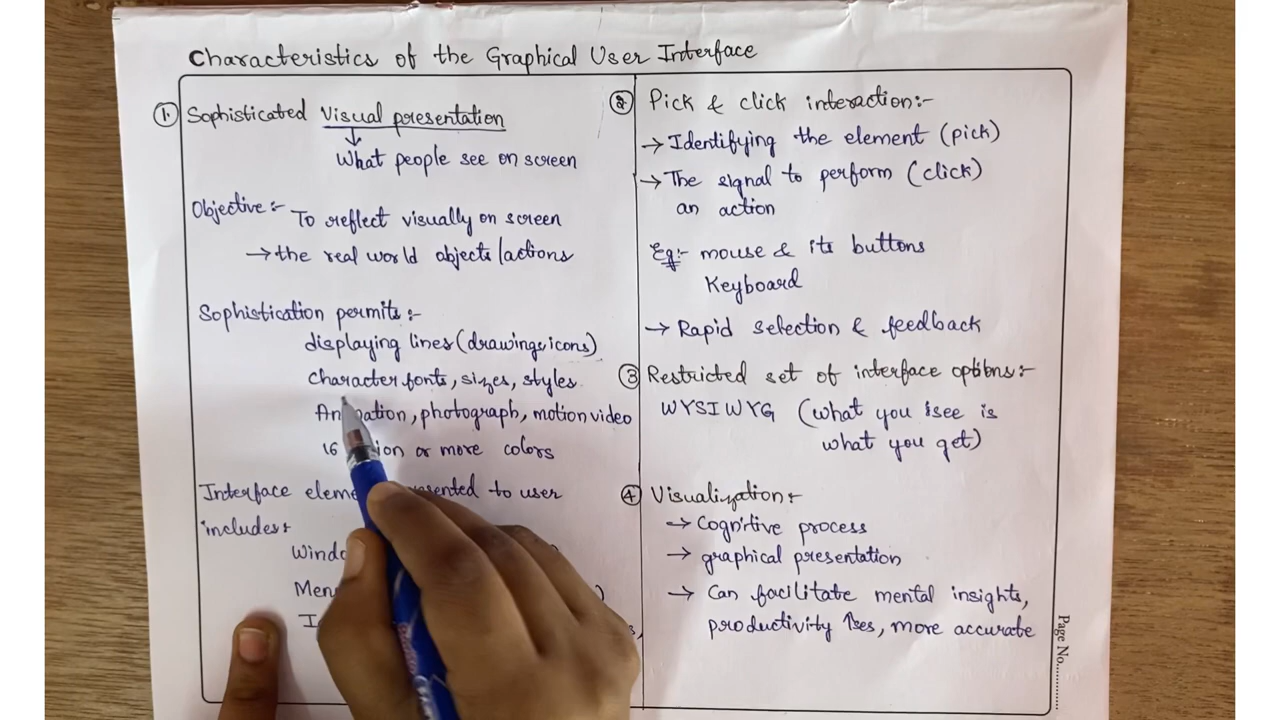 Characteristics of the Graphical User Interface
① Sophisticated Visual presentation
↓
What people see on screen
Objective:- To reflect visually on screen
→ the real world objects/actions
Sophistication permits:-
displaying lines (drawings icons)
Character fonts, sizes, styles
photograph, motion video
16 or more colors
Interface to user
includes:
② Pick & click interaction:-
→ Identifying the element (pick)
→ The signal to perform (click)
an action
Eg:- mouse & its buttons
Keyboard
→ Rapid selection & feedback
③ Restricted set of interface options:-
WYSIWYG (what you see is
what you get)
④ Visualization:
→ Cognitive process
→ graphical presentation
→ Can facilitate mental insights,
productivity ↑ses, more accurate
Page No.............